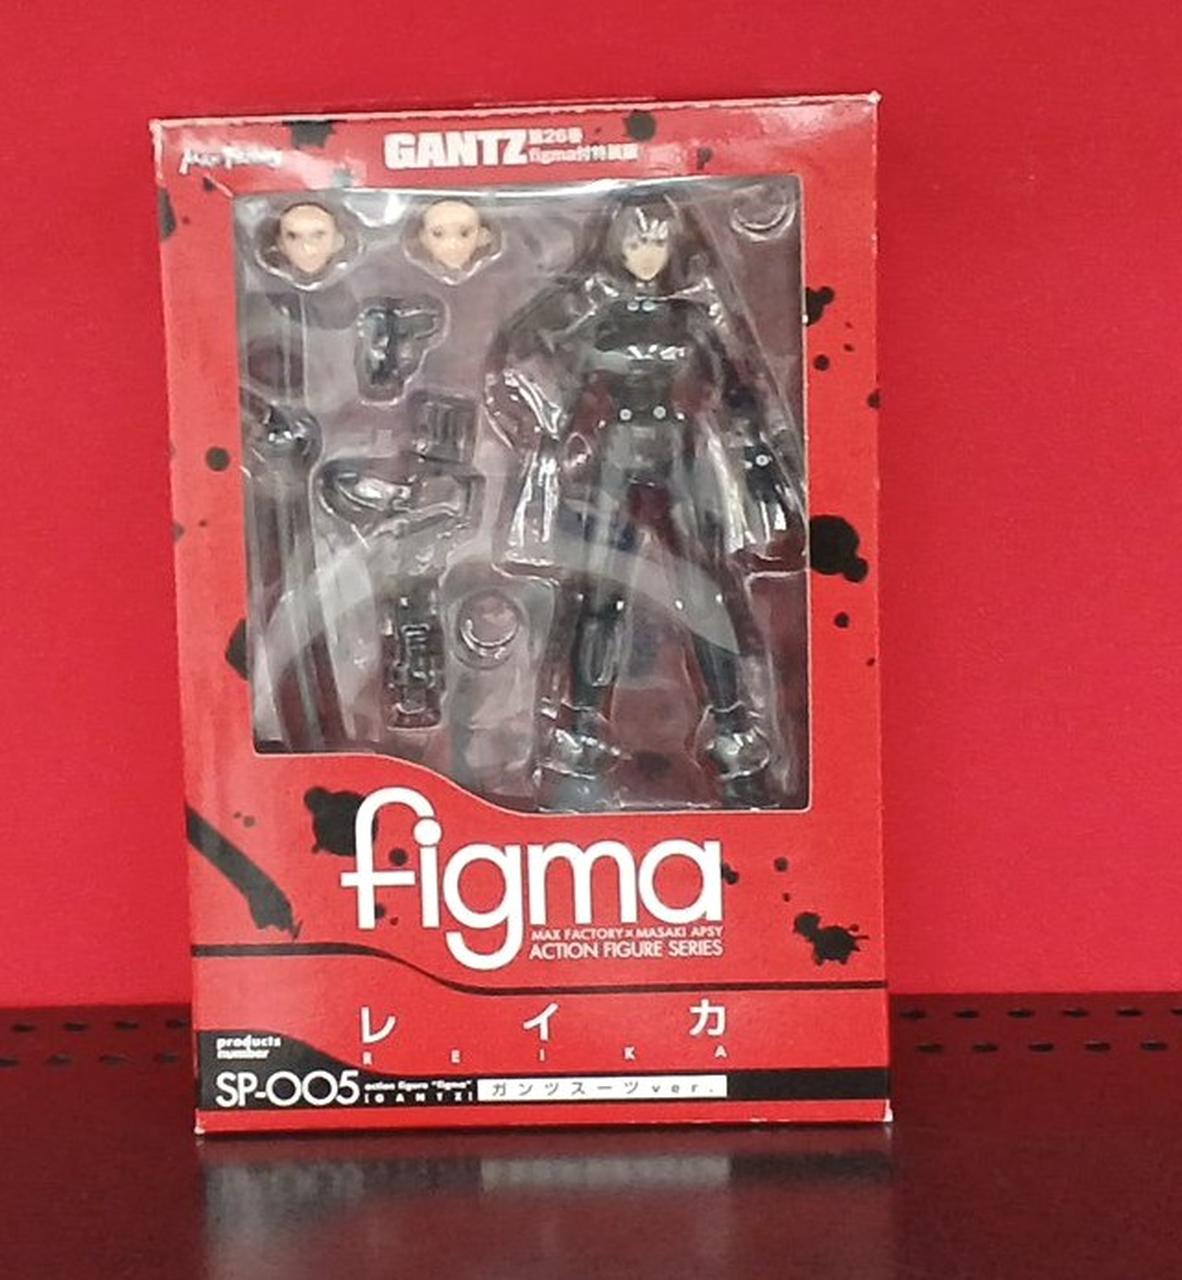 MAX FACTORY
GANTZ 第26巻
figma付特装版
figma
MAX FACTORY×MASAKI APSY
ACTION FIGURE SERIES
レイカ
REIKA
products
number
SP-005
action figure "figma"
[GANTZ]
ガンツスーツver.